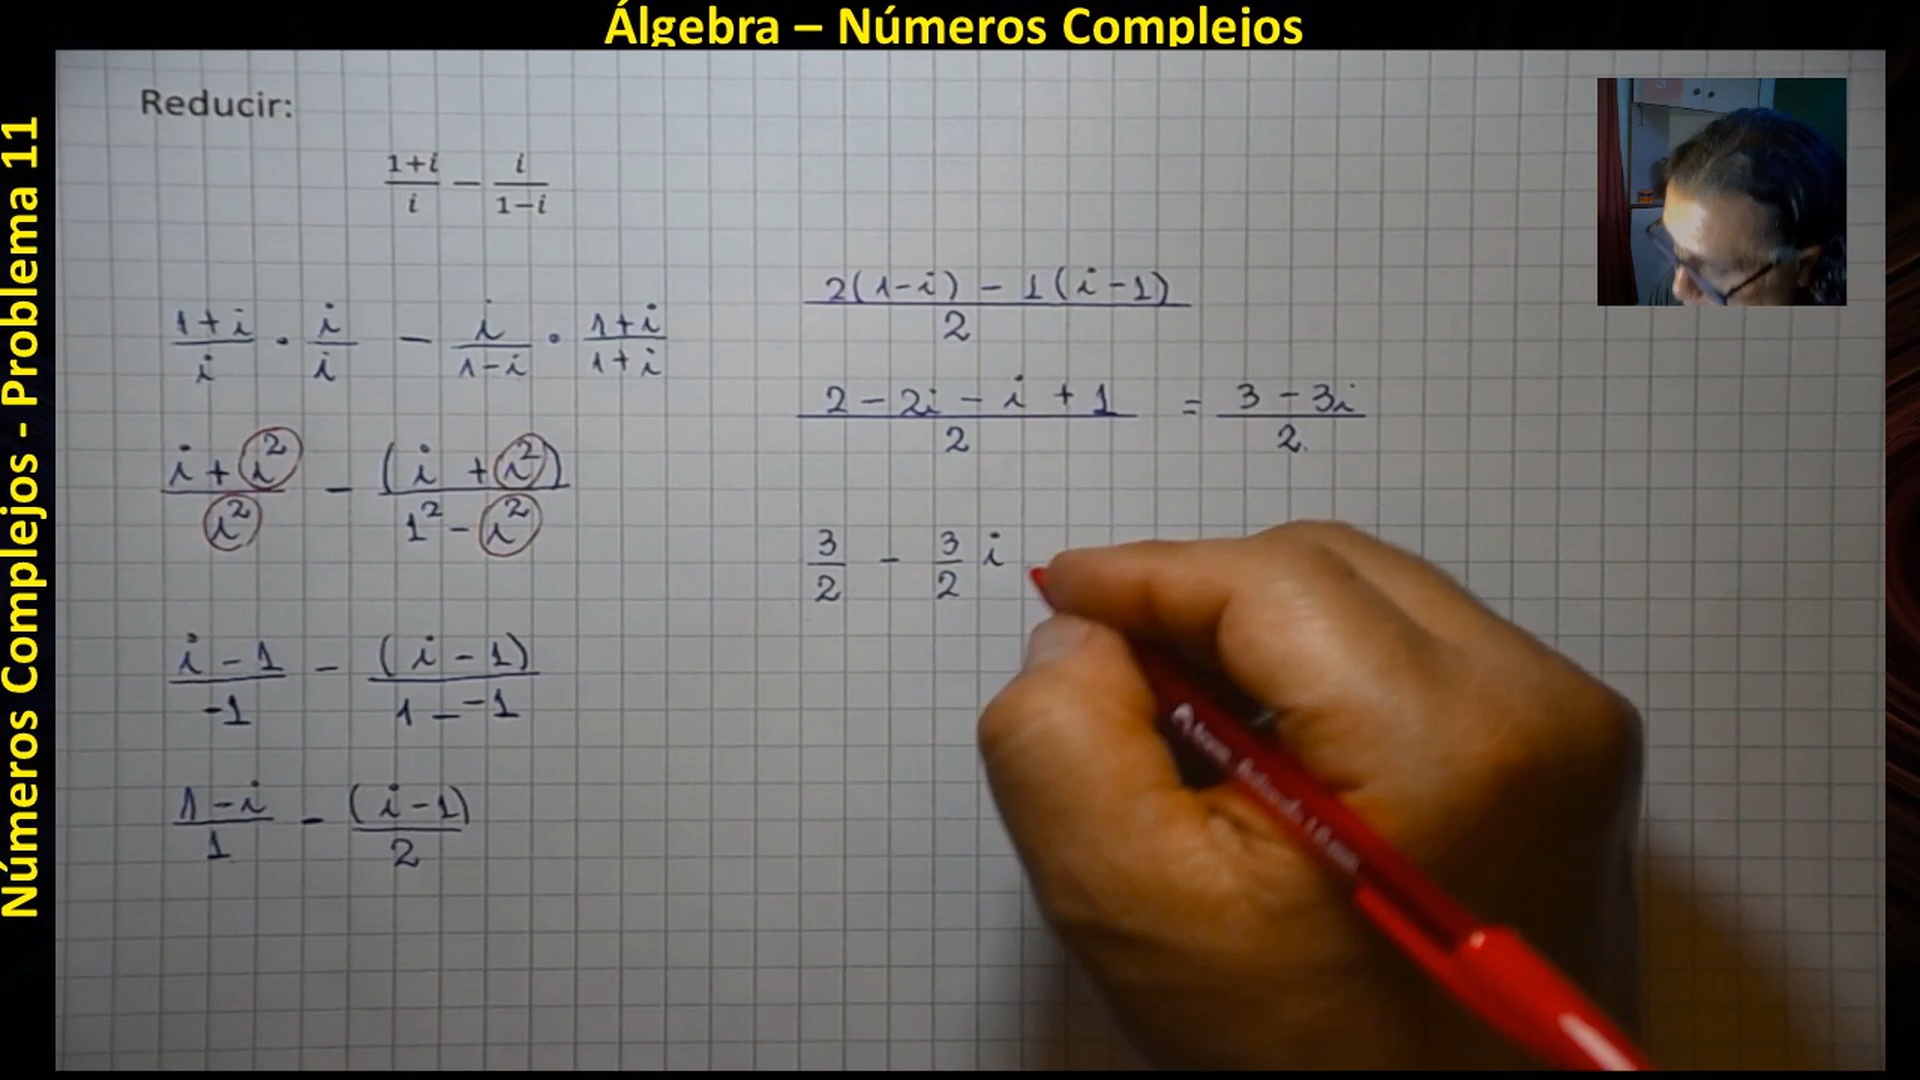 Álgebra – Números Complejos
Números Complejos - Problema 11
Reducir:
1+i / i − i / 1−i
1+i / i · i / i − i / 1−i · 1+i / 1+i
i + i² / i² − (i + i²) / 1² − i²
i − 1 / -1 − (i − 1) / 1 − -1
1 − i / 1 − (i − 1) / 2
2(1−i) − 1(i−1) / 2
2 − 2i − i + 1 / 2 = 3 − 3i / 2
3 / 2 − 3 / 2 i